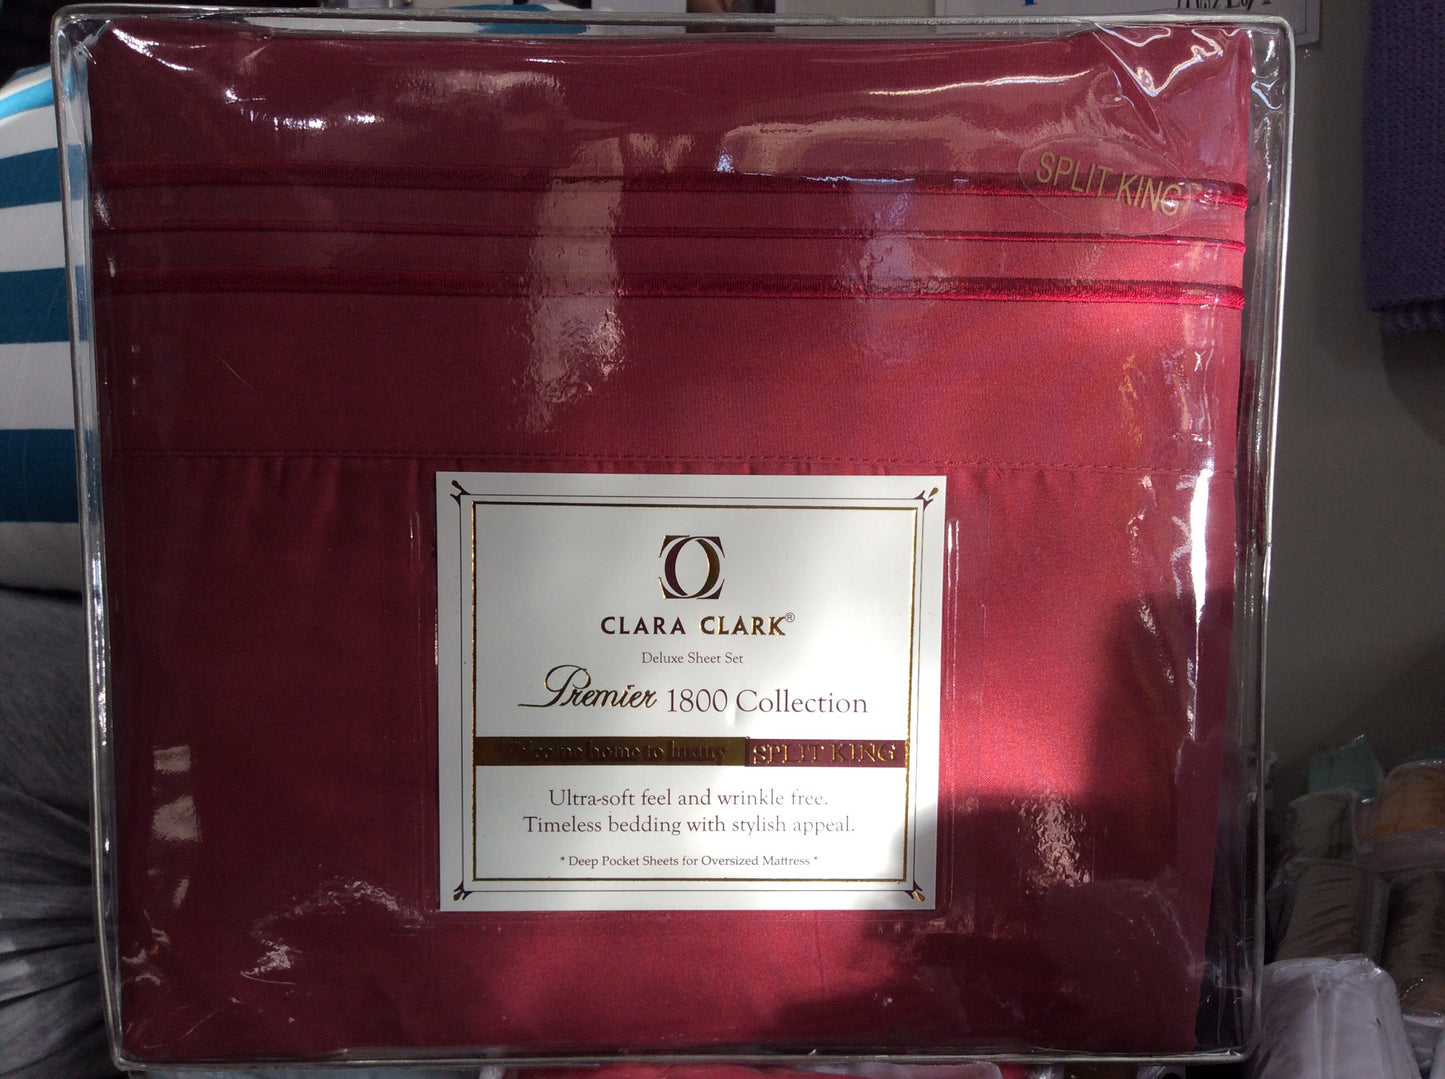 SPLIT KING
CLARA CLARK®
Deluxe Sheet Set
Premier 1800 Collection
Welcome home to luxury SPLIT KING
Ultra-soft feel and wrinkle free.
Timeless bedding with stylish appeal.
* Deep Pocket Sheets for Oversized Mattress *